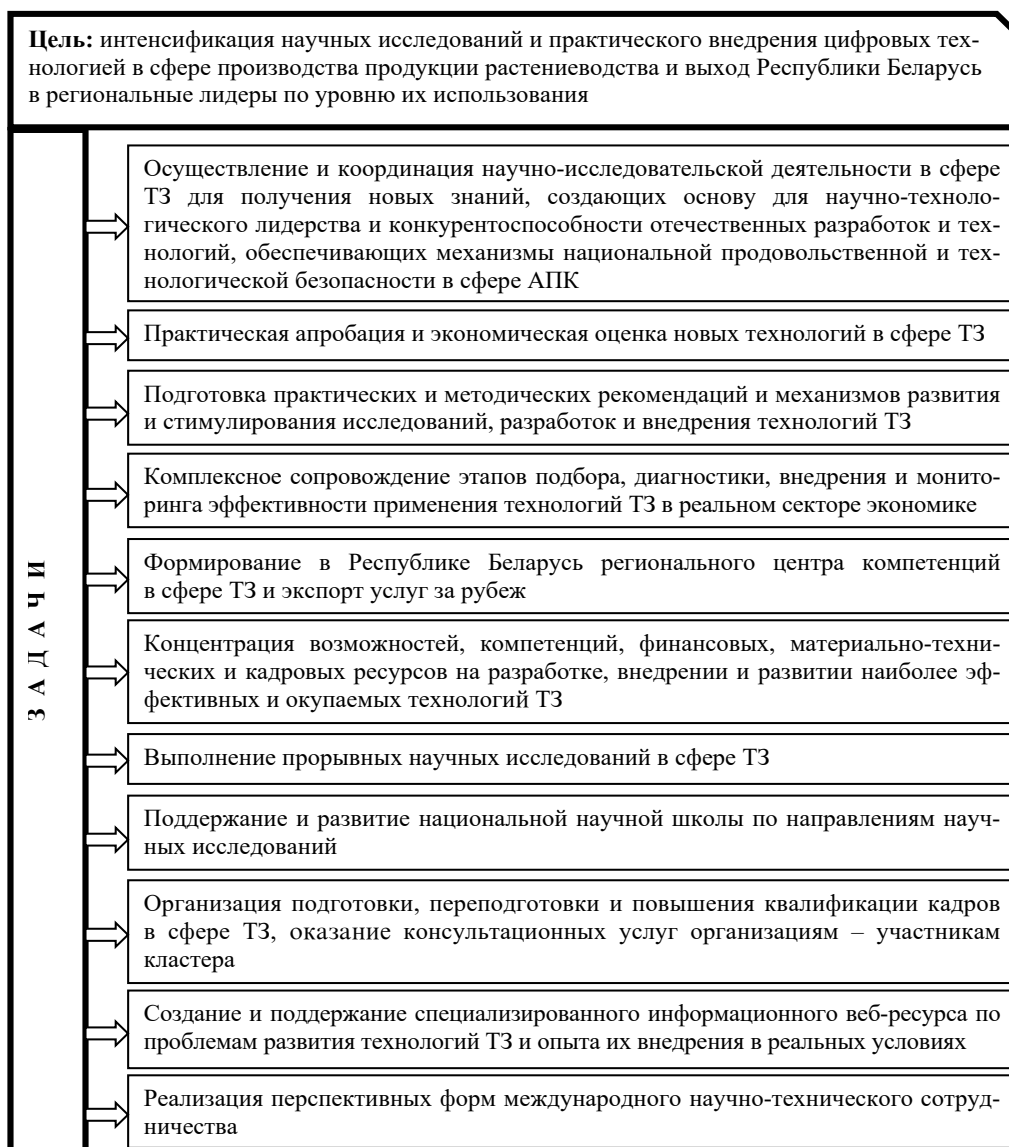 Цель: интенсификация научных исследований и практического внедрения цифровых тех-
нологией в сфере производства продукции растениеводства и выход Республики Беларусь
в региональные лидеры по уровню их использования
ЗАДАЧИ
Осуществление и координация научно-исследовательской деятельности в сфере
ТЗ для получения новых знаний, создающих основу для научно-техноло-
гического лидерства и конкурентоспособности отечественных разработок и тех-
нологий, обеспечивающих механизмы национальной продовольственной и тех-
нологической безопасности в сфере АПК
Практическая апробация и экономическая оценка новых технологий в сфере ТЗ
Подготовка практических и методических рекомендаций и механизмов развития
и стимулирования исследований, разработок и внедрения технологий ТЗ
Комплексное сопровождение этапов подбора, диагностики, внедрения и монито-
ринга эффективности применения технологий ТЗ в реальном секторе экономике
Формирование в Республике Беларусь регионального центра компетенций
в сфере ТЗ и экспорт услуг за рубеж
Концентрация возможностей, компетенций, финансовых, материально-техни-
ческих и кадровых ресурсов на разработке, внедрении и развитии наиболее эф-
фективных и окупаемых технологий ТЗ
Выполнение прорывных научных исследований в сфере ТЗ
Поддержание и развитие национальной научной школы по направлениям науч-
ных исследований
Организация подготовки, переподготовки и повышения квалификации кадров
в сфере ТЗ, оказание консультационных услуг организациям – участникам
кластера
Создание и поддержание специализированного информационного веб-ресурса по
проблемам развития технологий ТЗ и опыта их внедрения в реальных условиях
Реализация перспективных форм международного научно-технического сотруд-
ничества